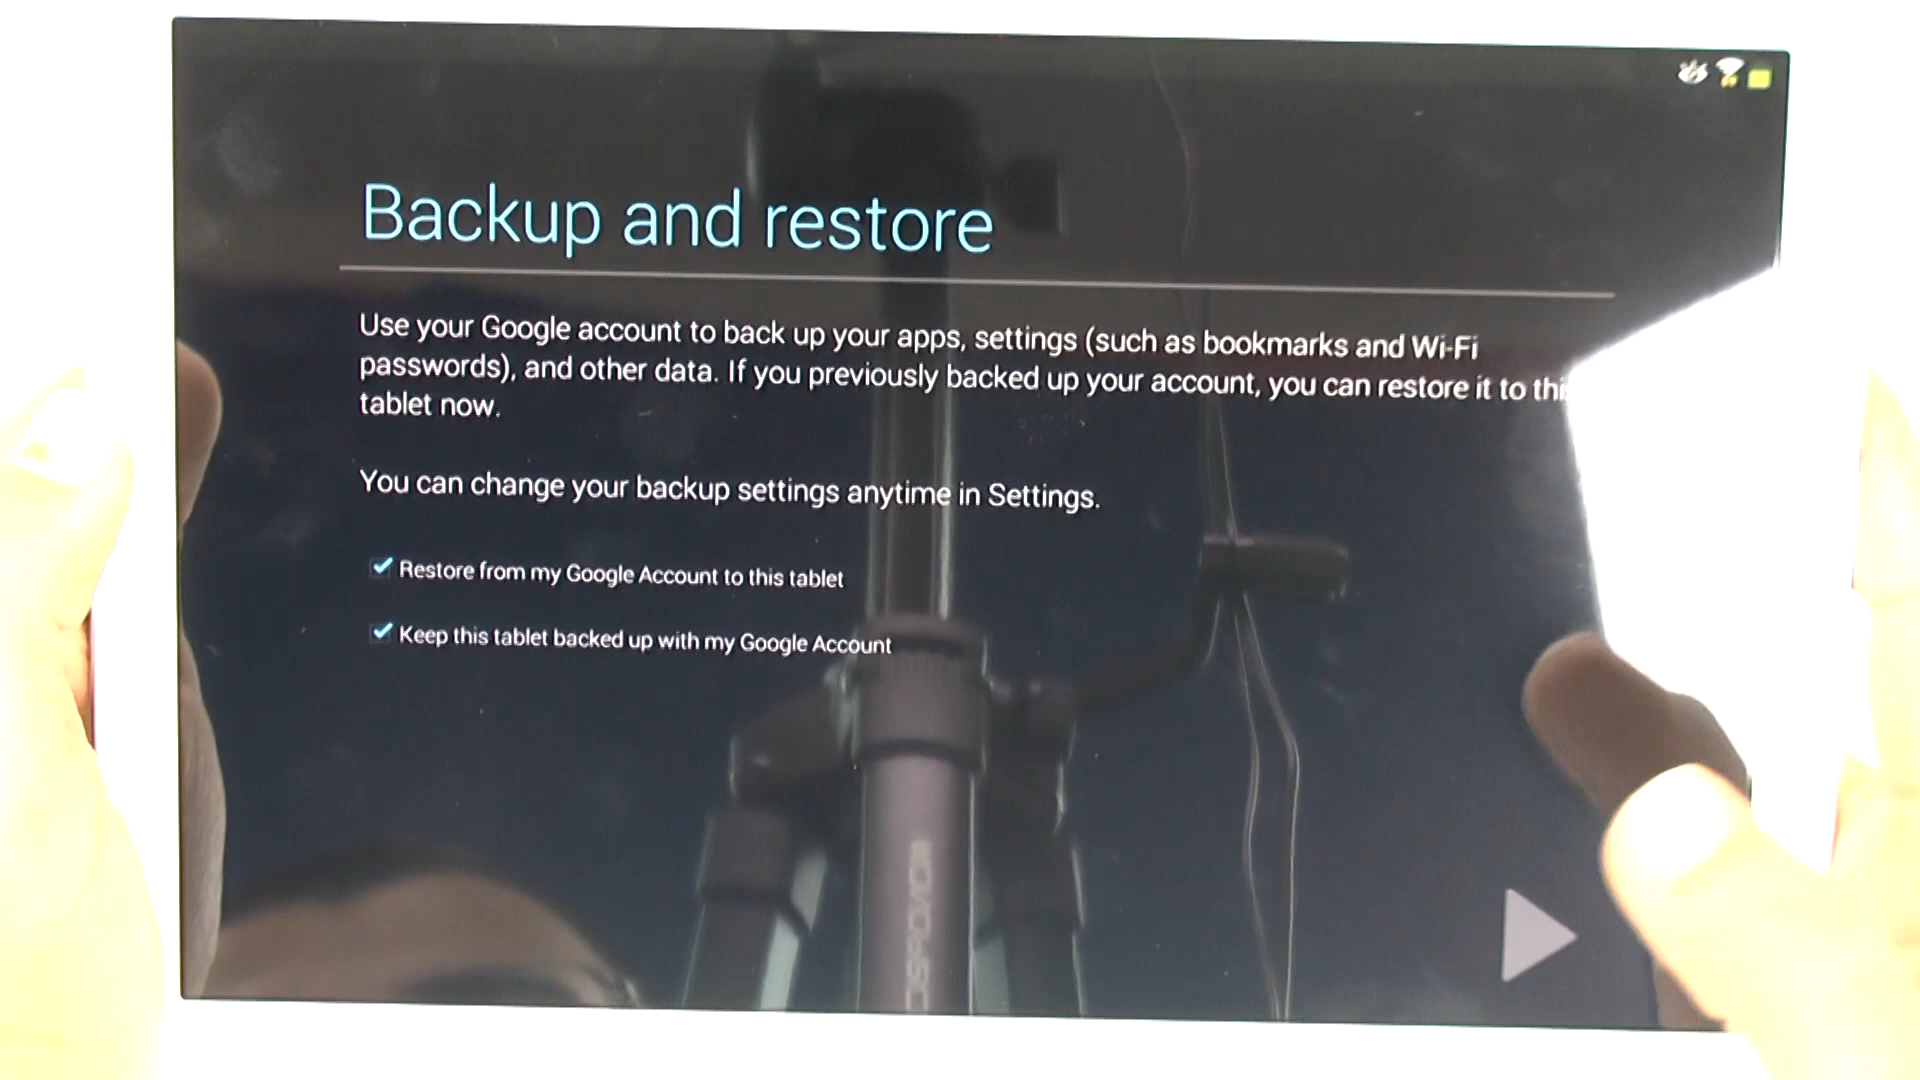 Backup and restore
Use your Google account to back up your apps, settings (such as bookmarks and Wi-Fi
passwords), and other data. If you previously backed up your account, you can restore it to thi
tablet now.
You can change your backup settings anytime in Settings.
Restore from my Google Account to this tablet
Keep this tablet backed up with my Google Account